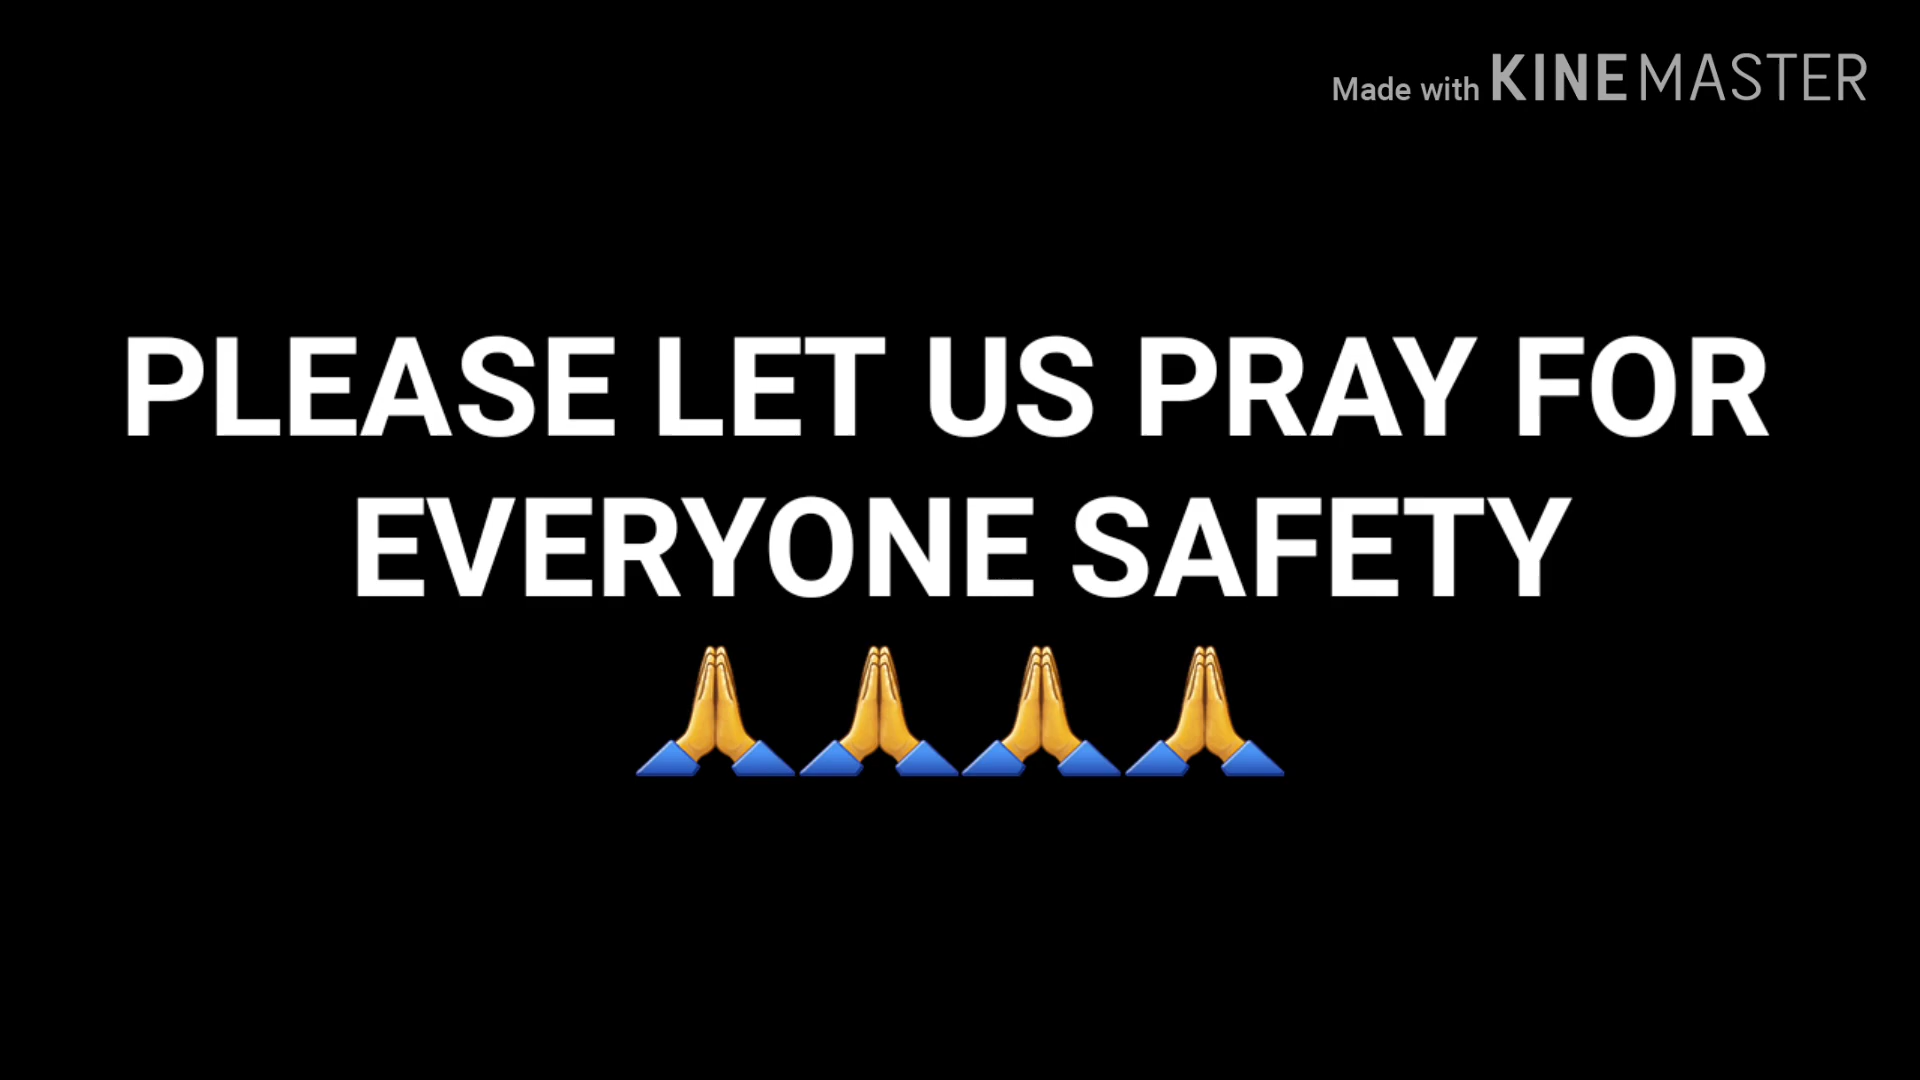 Made with KINEMASTER
PLEASE LET US PRAY FOR
EVERYONE SAFETY
🙏🙏🙏🙏